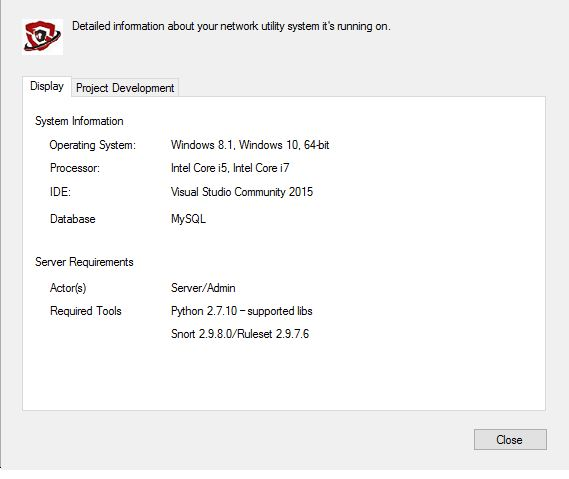 Detailed information about your network utility system it's running on.
Display Project Development
System Information
Operating System: Windows 8.1, Windows 10, 64-bit
Processor: Intel Core i5, Intel Core i7
IDE: Visual Studio Community 2015
Database MySQL
Server Requirements
Actor(s) Server/Admin
Required Tools Python 2.7.10 – supported libs
Snort 2.9.8.0/Ruleset 2.9.7.6
Close